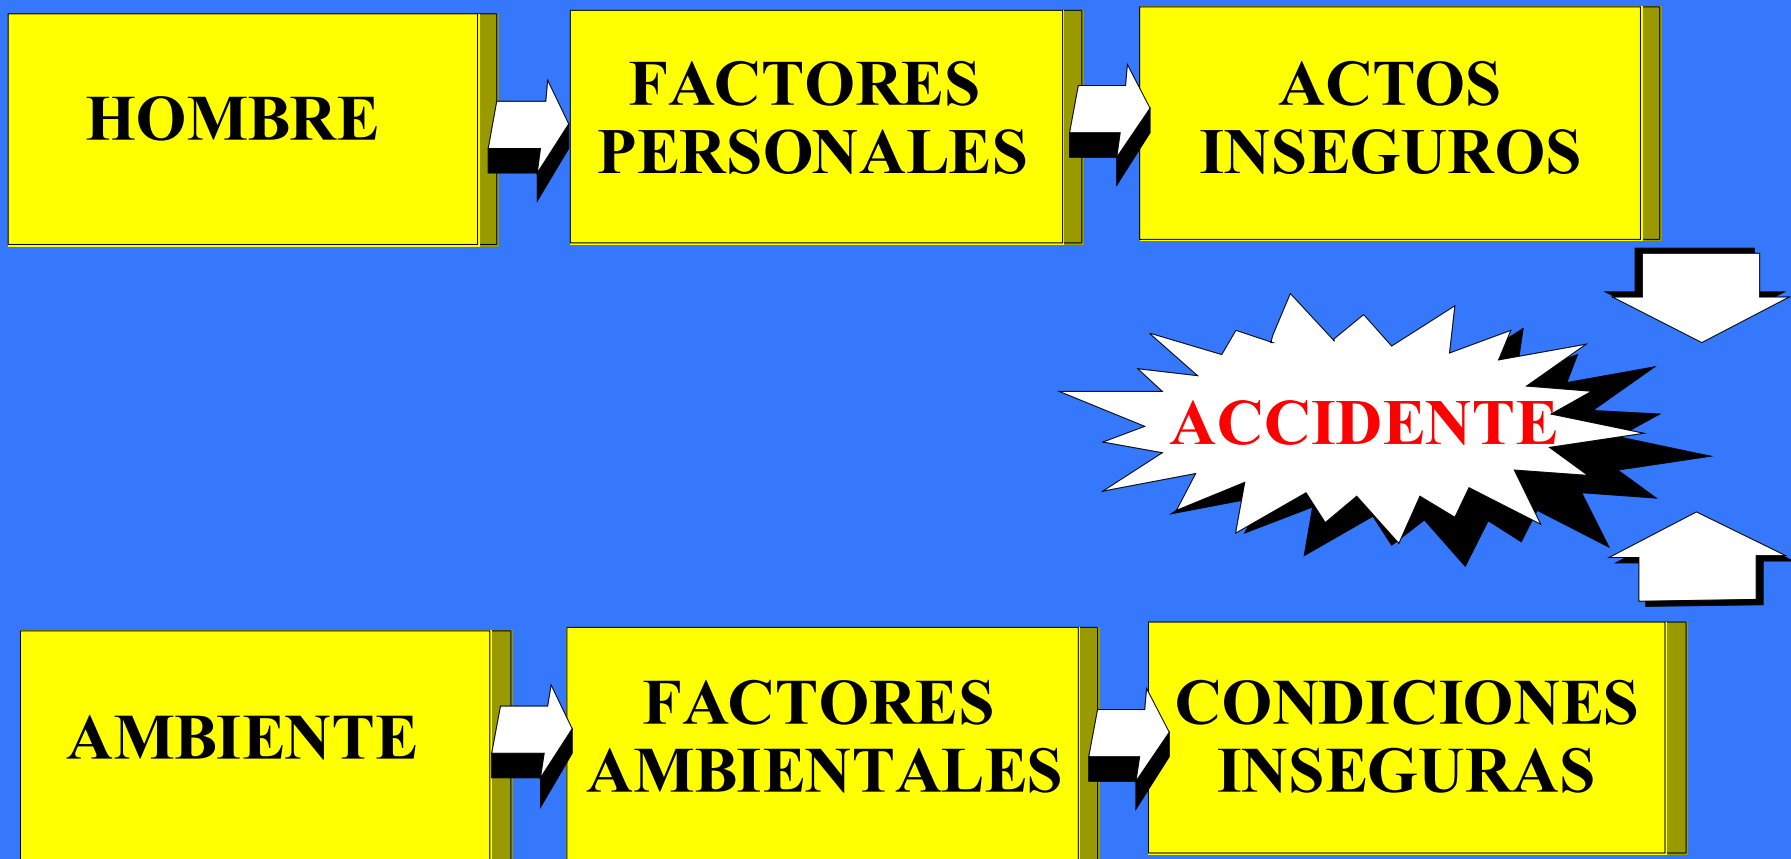 HOMBRE
FACTORES
PERSONALES
ACTOS
INSEGUROS
ACCIDENTE
AMBIENTE
FACTORES
AMBIENTALES
CONDICIONES
INSEGURAS